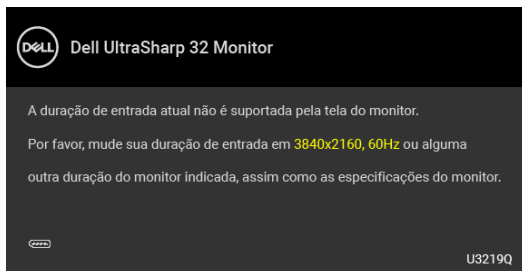 DELL
Dell UltraSharp 32 Monitor
A duração de entrada atual não é suportada pela tela do monitor.
Por favor, mude sua duração de entrada em 3840x2160, 60Hz ou alguma
outra duração do monitor indicada, assim como as especificações do monitor.
U3219Q